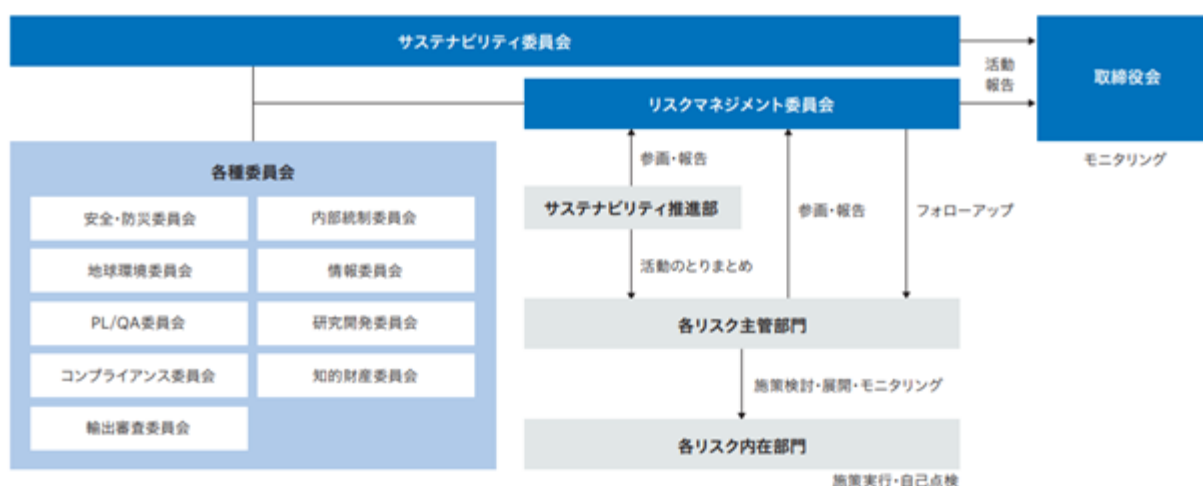 サステナビリティ委員会
活動
報告
取締役会
モニタリング
リスクマネジメント委員会
各種委員会
安全・防災委員会
内部統制委員会
地球環境委員会
情報委員会
PL/QA委員会
研究開発委員会
コンプライアンス委員会
知的財産委員会
輸出審査委員会
参画・報告
サステナビリティ推進部
参画・報告
フォローアップ
活動のとりまとめ
各リスク主管部門
施策検討・展開・モニタリング
各リスク内在部門
施策実行・自己点検